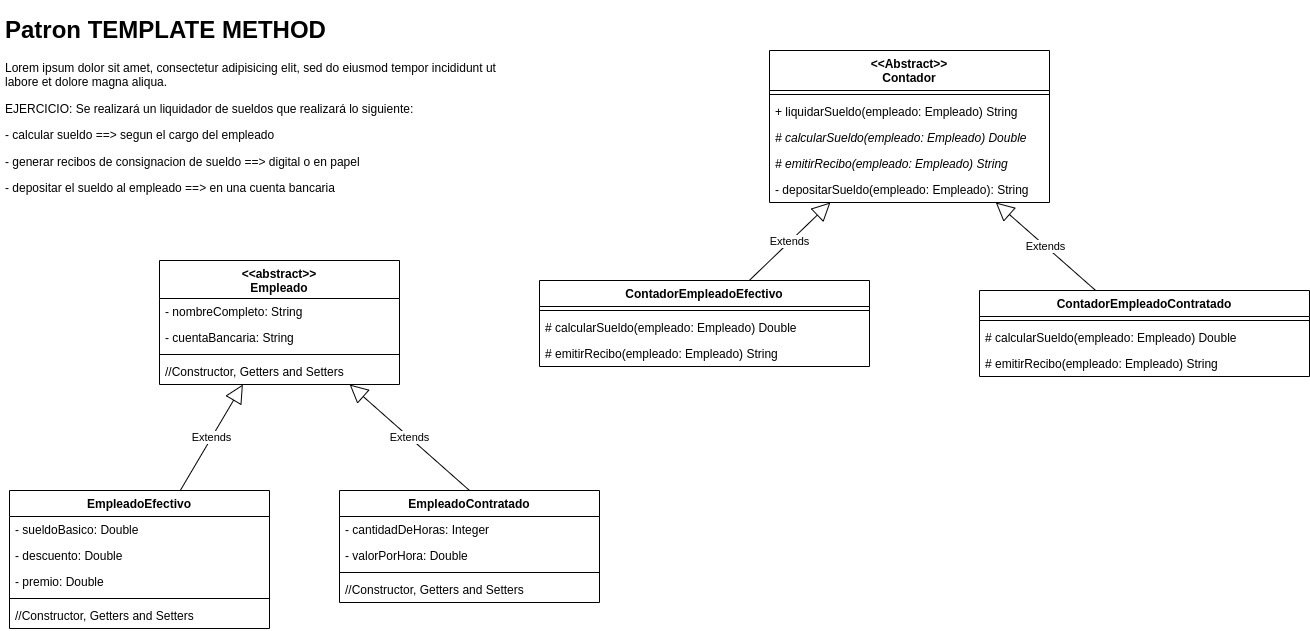 Patron TEMPLATE METHOD
Lorem ipsum dolor sit amet, consectetur adipisicing elit, sed do eiusmod tempor incididunt ut
labore et dolore magna aliqua.
EJERCICIO: Se realizará un liquidador de sueldos que realizará lo siguiente:
- calcular sueldo ==> segun el cargo del empleado
- generar recibos de consignacion de sueldo ==> digital o en papel
- depositar el sueldo al empleado ==> en una cuenta bancaria
<<Abstract>>
Contador
+ liquidarSueldo(empleado: Empleado) String
# calcularSueldo(empleado: Empleado) Double
# emitirRecibo(empleado: Empleado) String
- depositarSueldo(empleado: Empleado): String
Extends
Extends
ContadorEmpleadoEfectivo
# calcularSueldo(empleado: Empleado) Double
# emitirRecibo(empleado: Empleado) String
ContadorEmpleadoContratado
# calcularSueldo(empleado: Empleado) Double
# emitirRecibo(empleado: Empleado) String
<<abstract>>
Empleado
- nombreCompleto: String
- cuentaBancaria: String
//Constructor, Getters and Setters
Extends
Extends
EmpleadoEfectivo
- sueldoBasico: Double
- descuento: Double
- premio: Double
//Constructor, Getters and Setters
EmpleadoContratado
- cantidadDeHoras: Integer
- valorPorHora: Double
//Constructor, Getters and Setters